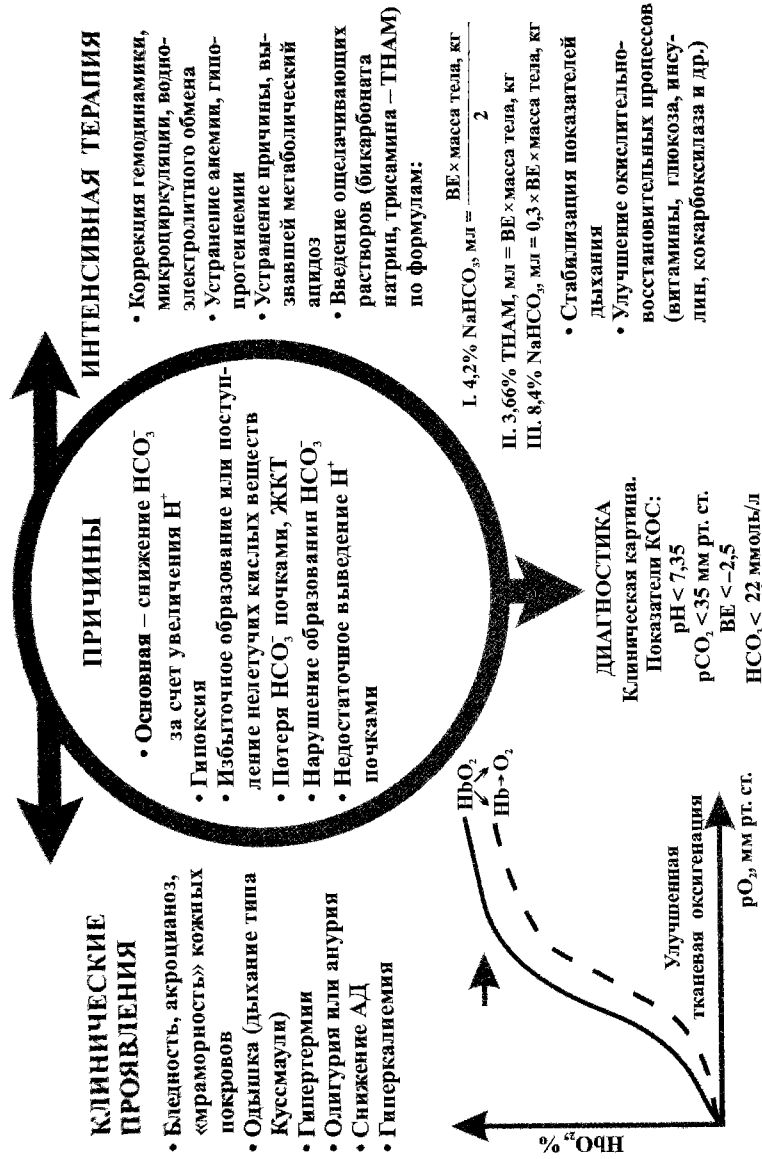 КЛИНИЧЕСКИЕ
ПРОЯВЛЕНИЯ
• Бледность, акроцианоз,
«мраморность» кожных
покровов
• Одышка (дыхание типа
Куссмауля)
• Гипертермии
• Олигурия или анурия
• Снижение АД
• Гиперкалиемия
ПРИЧИНЫ
• Основная – снижение HCO₃⁻
за счет увеличения H⁺
• Гипоксия
• Избыточное образование или поступ-
ление нелетучих кислых веществ
• Потеря HCO₃⁻ почками, ЖКТ
• Нарушение образовании HCO₃⁻
• Недостаточное выведение H⁺
почками
ИНТЕНСИВНАЯ ТЕРАПИЯ
• Коррекция гемодинамики,
микроциркуляции, водно-
электролитного обмена
• Устранение анемии, гипо-
протеинемии
• Устранение причины, вы-
звавшей метаболический
ацидоз
• Введение ощелачивающих
растворов (бикарбоната
натрин, трисамина – ТНАМ)
по формулам:
I. 4,2% NaHCO₃, мл = BE × масса тела, кг
2
II. 3,66% ТНАМ, мл = BE × масса тела, кг
III. 8,4% NaHCO₃, мл = 0,3 × BE × масса тела, кг
• Стабилизация показателей
дыхания
• Улучшение окислительно-
восстановительных процессов
(витамины, глюкоза, инсу-
лин, кокарбоксилаза и др.)
HbO₂, %
HbO₂
Hb→O₂
Улучшенная
тканевая оксигенация
pO₂, мм рт. ст.
ДИАГНОСТИКА
Клиническая картина.
Показатели КОС:
pH < 7,35
pCO₂ < 35 мм рт. ст.
BE < –2,5
HCO₃ < 22 ммоль/л